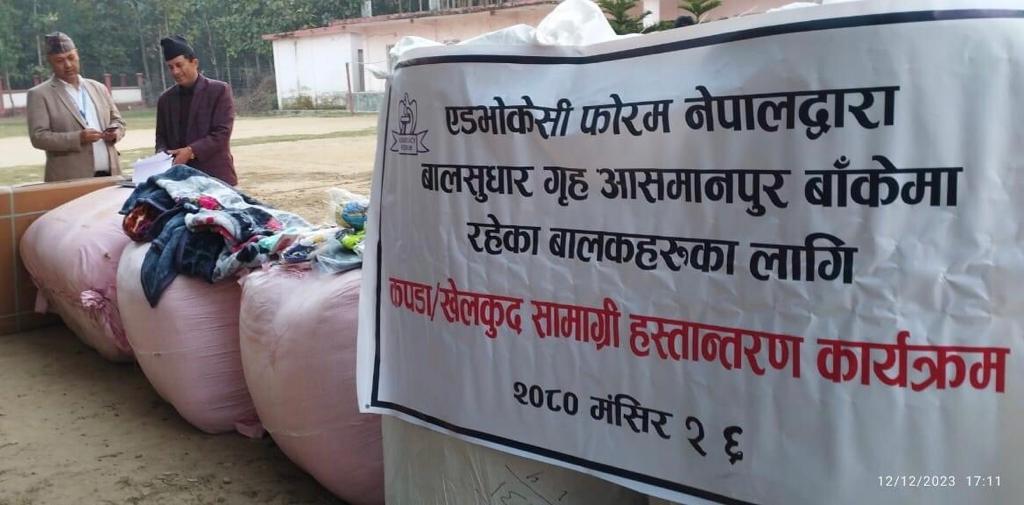 एडभोकेसी फोरम नेपालद्वारा
बालसुधार गृह आसमानपुर बाँकेमा
रहेका बालकहरुका लागि
कपडा/खेलकुद सामाग्री हस्तान्तरण कार्यक्रम
२०८० मंसिर २६
12/12/2023 17:11